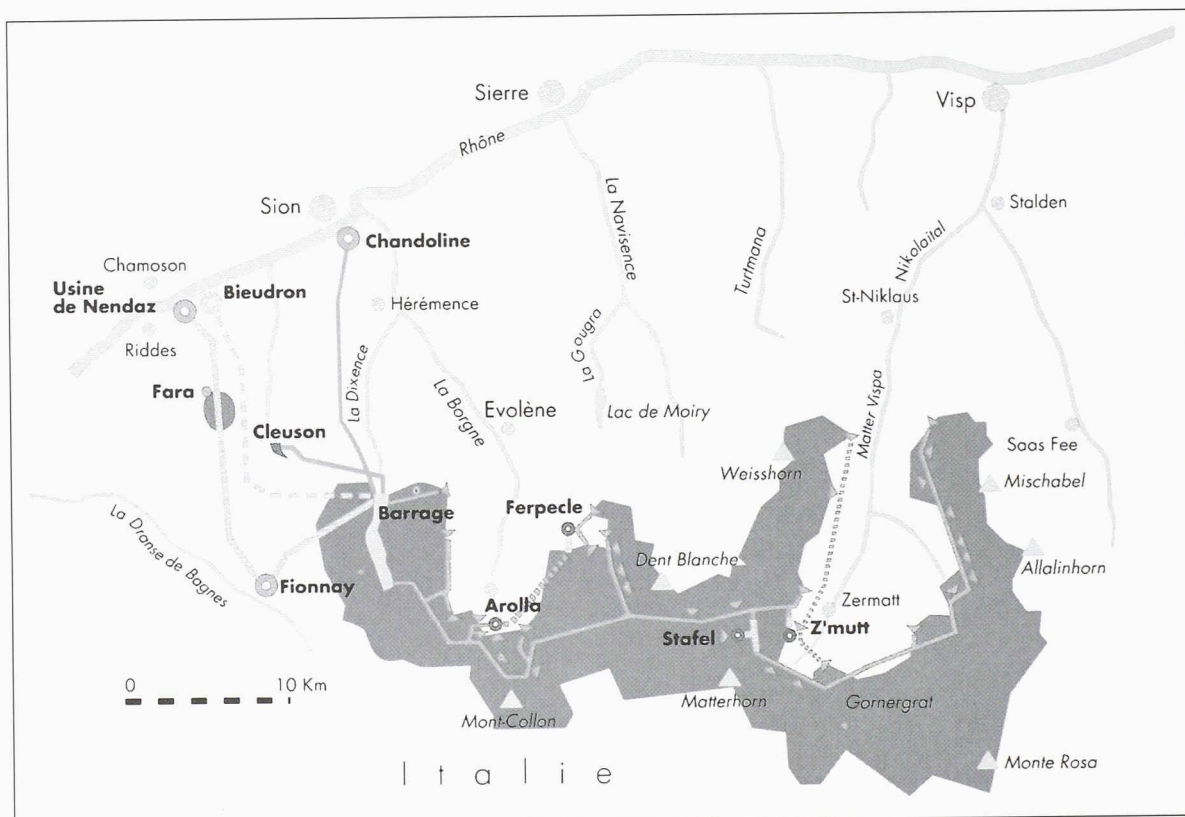 Sierre
Visp
Rhône
Sion
Stalden
La Navisence
Nikolaital
Chandoline
Turtmana
Chamoson
Usine
de Nendaz
Bieudron
Hérémence
St-Niklaus
Riddes
La Gougra
La Dixence
Fara
La Borgne
Evolène
Lac de Moiry
Matter Vispa
Cleuson
Saas Fee
Weisshorn
Mischabel
Barrage
Ferpecle
La Dranse de Bagnes
Dent Blanche
Allalinhorn
Fionnay
Arolla
Zermatt
Stafel
Z'mutt
0 10 Km
Mont-Collon
Matterhorn
Gornergrat
Monte Rosa
Italie